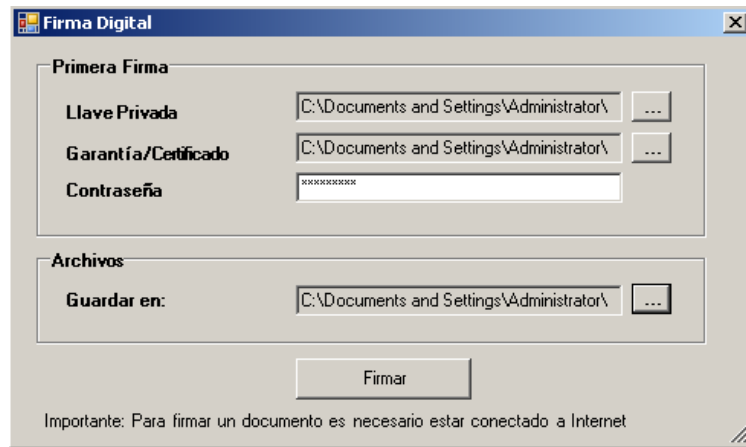 Firma Digital
Primera Firma
Llave Privada C:\Documents and Settings\Administrator\ ...
Garantía/Certificado C:\Documents and Settings\Administrator\ ...
Contraseña *********
Archivos
Guardar en: C:\Documents and Settings\Administrator\ ...
Firmar
Importante: Para firmar un documento es necesario estar conectado a Internet